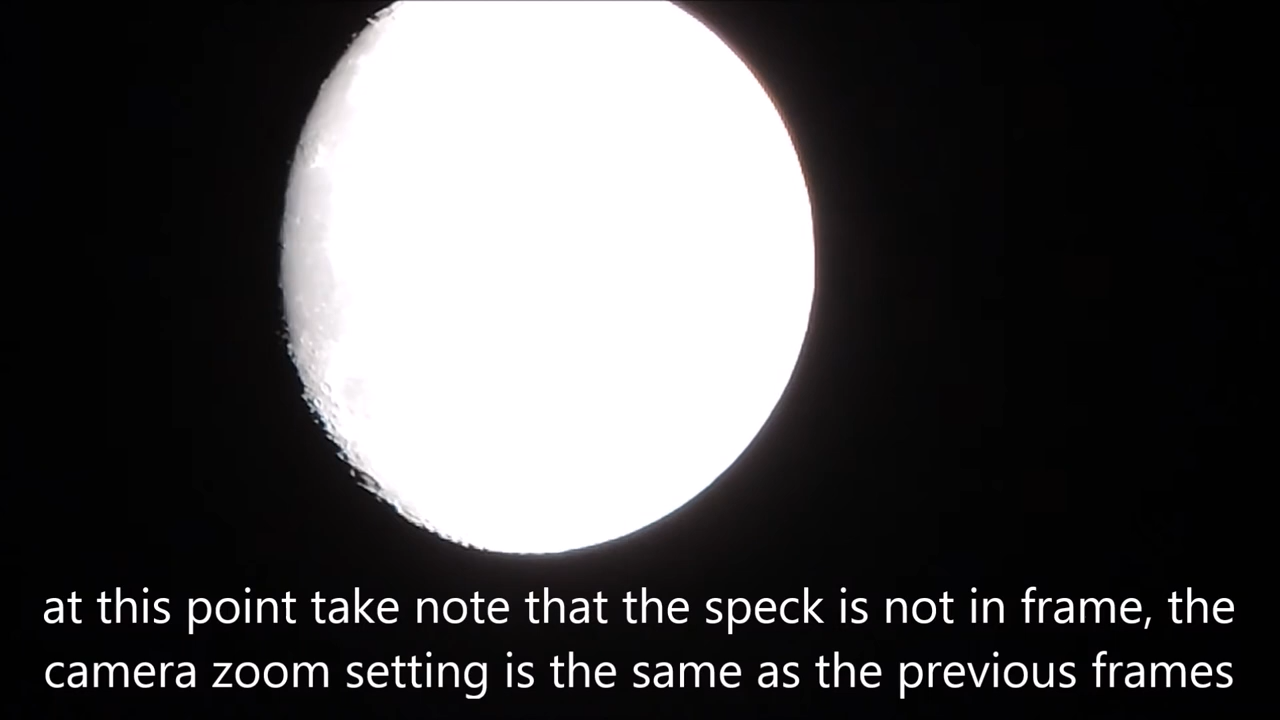 at this point take note that the speck is not in frame, the
camera zoom setting is the same as the previous frames